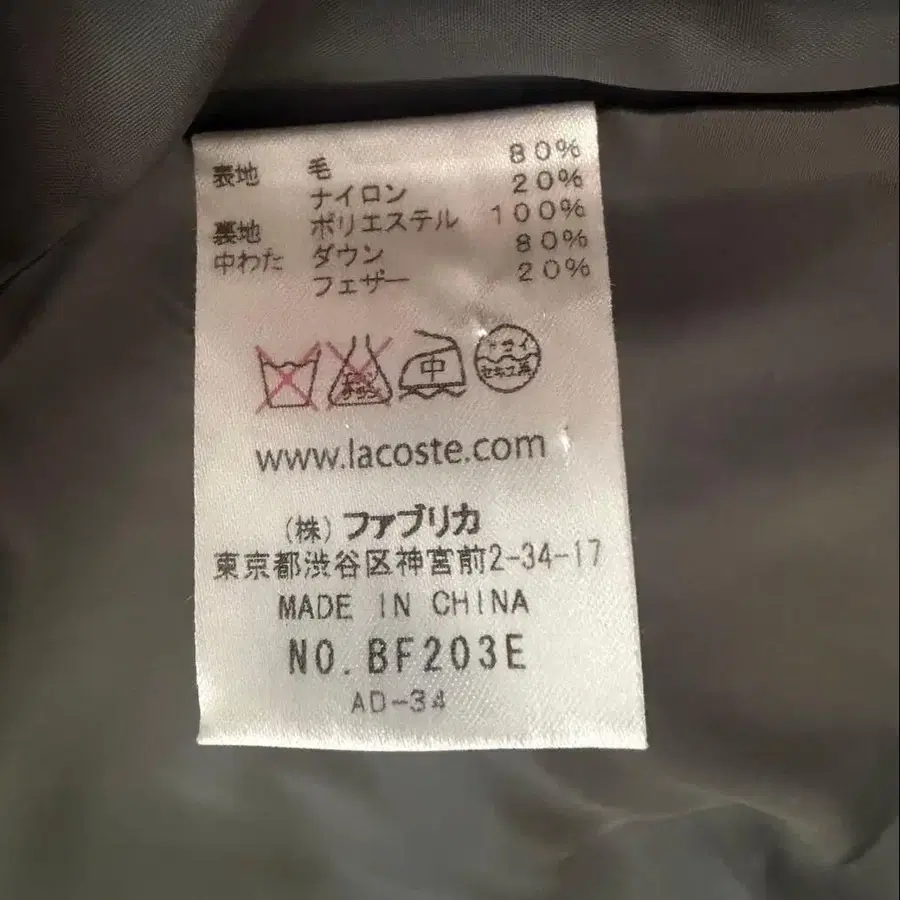 表地 毛 80%
ナイロン 20%
裏地 ポリエステル 100%
中わた ダウン 80%
フェザー 20%
中 ドライ
セキユ系
www.lacoste.com
(株)ファブリカ
東京都渋谷区神宮前2-34-17
MADE IN CHINA
NO.BF203E
AD-34